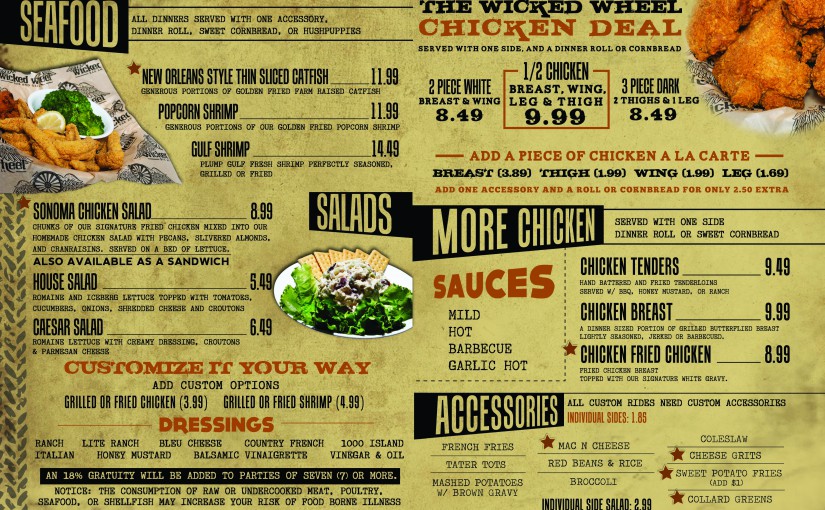 SEAFOOD
ALL DINNERS SERVED WITH ONE ACCESSORY,
DINNER ROLL, SWEET CORNBREAD, OR HUSHPUPPIES
NEW ORLEANS STYLE THIN SLICED CATFISH 11.99
GENEROUS PORTIONS OF GOLDEN FRIED FARM RAISED CATFISH
POPCORN SHRIMP 11.99
GENEROUS PORTIONS OF OUR GOLDEN FRIED POPCORN SHRIMP
GULF SHRIMP 14.49
PLUMP GULF FRESH SHRIMP PERFECTLY SEASONED,
GRILLED OR FRIED
SALADS
SONOMA CHICKEN SALAD 8.99
CHUNKS OF OUR SIGNATURE FRIED CHICKEN MIXED INTO OUR
HOMEMADE CHICKEN SALAD WITH PECANS, SLIVERED ALMONDS,
AND CRANRAISINS. SERVED ON A BED OF LETTUCE.
ALSO AVAILABLE AS A SANDWICH
HOUSE SALAD 5.49
ROMAINE AND ICEBERG LETTUCE TOPPED WITH TOMATOES,
CUCUMBERS, ONIONS, SHREDDED CHEESE AND CROUTONS
CAESAR SALAD 6.49
ROMAINE LETTUCE WITH CREAMY DRESSING, CROUTONS
& PARMESAN CHEESE
CUSTOMIZE IT YOUR WAY
ADD CUSTOM OPTIONS
GRILLED OR FRIED CHICKEN (3.99) GRILLED OR FRIED SHRIMP (4.99)
DRESSINGS
RANCH LITE RANCH BLEU CHEESE COUNTRY FRENCH 1000 ISLAND
ITALIAN HONEY MUSTARD BALSAMIC VINAIGRETTE VINEGAR & OIL
AN 18% GRATUITY WILL BE ADDED TO PARTIES OF SEVEN (7) OR MORE.
NOTICE: THE CONSUMPTION OF RAW OR UNDERCOOKED MEAT, POULTRY,
SEAFOOD, OR SHELLFISH MAY INCREASE YOUR RISK OF FOOD BORNE ILLNESS
THE WICKED WHEEL
CHICKEN DEAL
SERVED WITH ONE SIDE, AND A DINNER ROLL OR CORNBREAD
2 PIECE WHITE
BREAST & WING
8.49
1/2 CHICKEN
BREAST, WING,
LEG & THIGH
9.99
3 PIECE DARK
2 THIGHS & 1 LEG
8.49
ADD A PIECE OF CHICKEN A LA CARTE
BREAST (3.89) THIGH (1.99) WING (1.99) LEG (1.69)
ADD ONE ACCESSORY AND A ROLL OR CORNBREAD FOR ONLY 2.50 EXTRA
MORE CHICKEN
SERVED WITH ONE SIDE
DINNER ROLL OR SWEET CORNBREAD
SAUCES
MILD
HOT
BARBECUE
GARLIC HOT
CHICKEN TENDERS 9.49
HAND BATTERED AND FRIED TENDERLOINS
SERVED W/ BBQ, HONEY MUSTARD, OR RANCH
CHICKEN BREAST 9.99
A DINNER SIZED PORTION OF GRILLED BUTTERFLIED BREAST
LIGHTLY SEASONED, JERKED OR BARBECUED.
CHICKEN FRIED CHICKEN 8.99
FRIED CHICKEN BREAST
TOPPED WITH OUR SIGNATURE WHITE GRAVY.
ACCESSORIES
ALL CUSTOM RIDES NEED CUSTOM ACCESSORIES
INDIVIDUAL SIDES: 1.85
FRENCH FRIES
TATER TOTS
MASHED POTATOES
W/ BROWN GRAVY
MAC N CHEESE
RED BEANS & RICE
BROCCOLI
INDIVIDUAL SIDE SALAD: 2.99
COLESLAW
CHEESE GRITS
SWEET POTATO FRIES
(ADD $1)
COLLARD GREENS